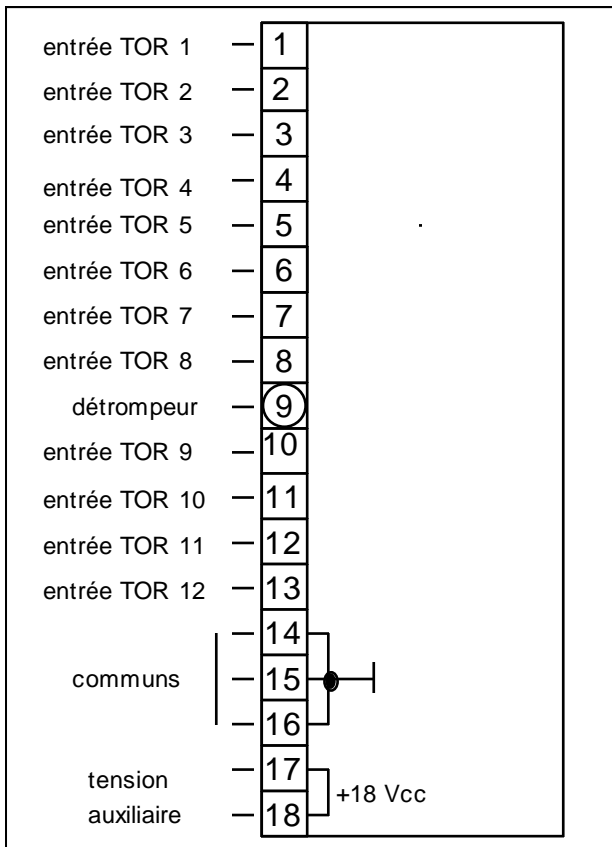 entrée TOR 1 1
entrée TOR 2 2
entrée TOR 3 3
entrée TOR 4 4
entrée TOR 5 5
entrée TOR 6 6
entrée TOR 7 7
entrée TOR 8 8
détrompeur 9
entrée TOR 9 10
entrée TOR 10 11
entrée TOR 11 12
entrée TOR 12 13
14
communs 15
16
tension 17
+18 Vcc
auxiliaire 18